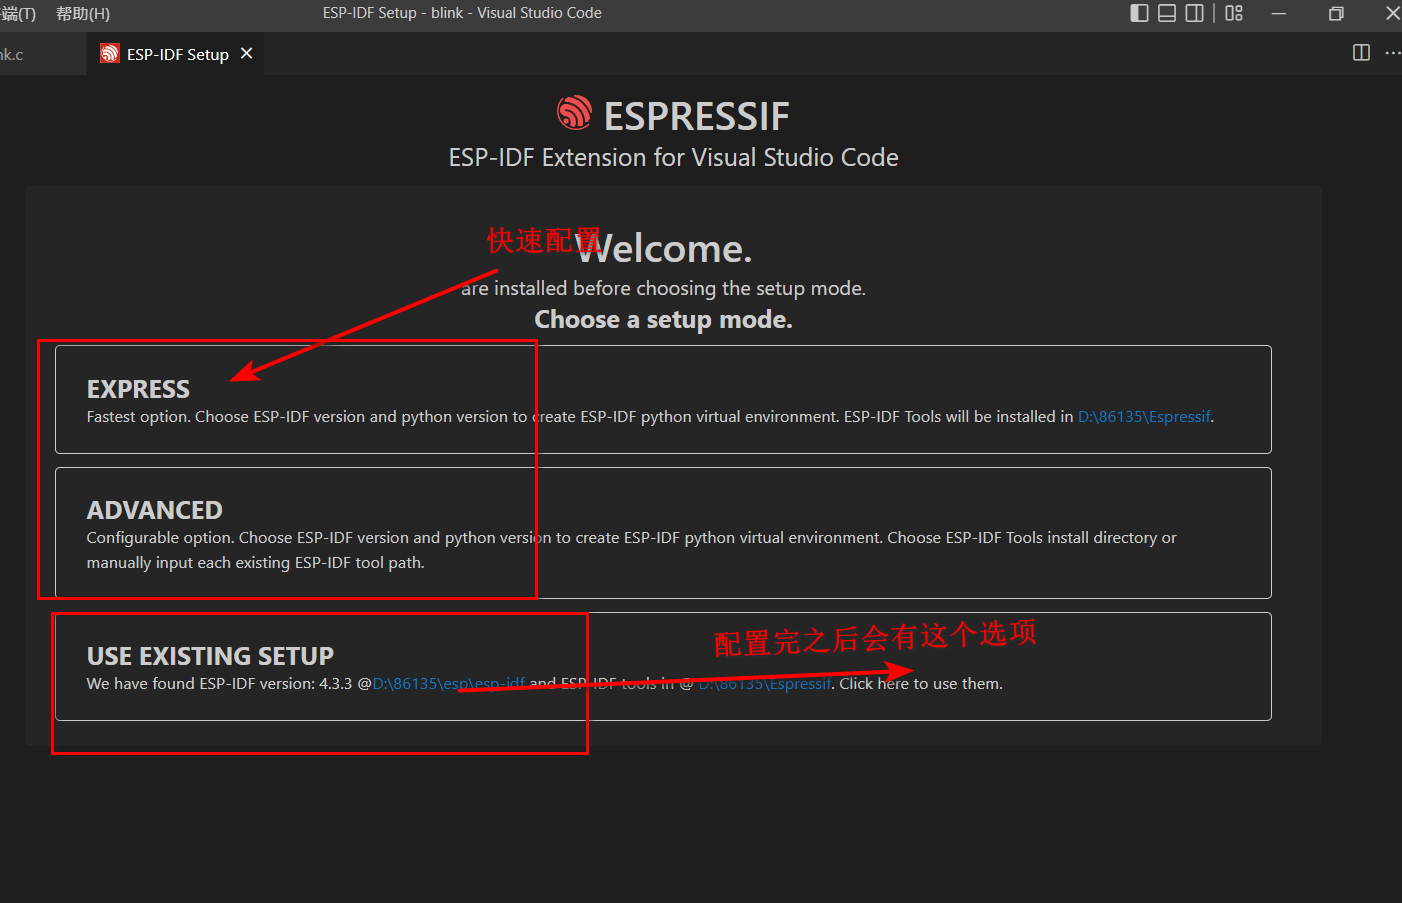 端(T) 帮助(H) ESP-IDF Setup - blink - Visual Studio Code
nk.c ESP-IDF Setup
ESPRESSIF
ESP-IDF Extension for Visual Studio Code
快速配置
Welcome.
are installed before choosing the setup mode.
Choose a setup mode.
EXPRESS
Fastest option. Choose ESP-IDF version and python version to create ESP-IDF python virtual environment. ESP-IDF Tools will be installed in D:\86135\Espressif.
ADVANCED
Configurable option. Choose ESP-IDF version and python version to create ESP-IDF python virtual environment. Choose ESP-IDF Tools install directory or
manually input each existing ESP-IDF tool path.
配置完之后会有这个选项
USE EXISTING SETUP
We have found ESP-IDF version: 4.3.3 @D:\86135\esp\esp-idf and ESP-IDF tools in @ D:\86135\Espressif. Click here to use them.